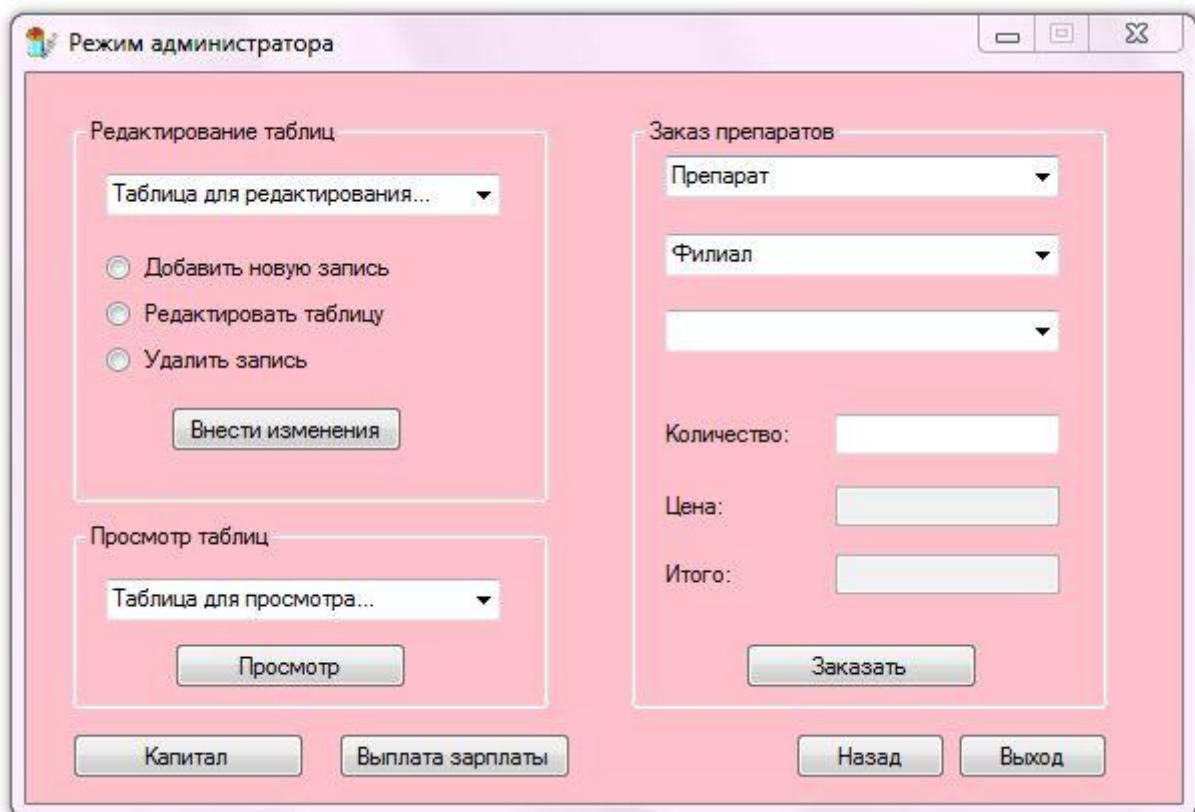 Режим администратора
Редактирование таблиц
Таблица для редактирования...
Добавить новую запись
Редактировать таблицу
Удалить запись
Внести изменения
Просмотр таблиц
Таблица для просмотра...
Просмотр
Заказ препаратов
Препарат
Филиал
Количество:
Цена:
Итого:
Заказать
Капитал
Выплата зарплаты
Назад
Выход